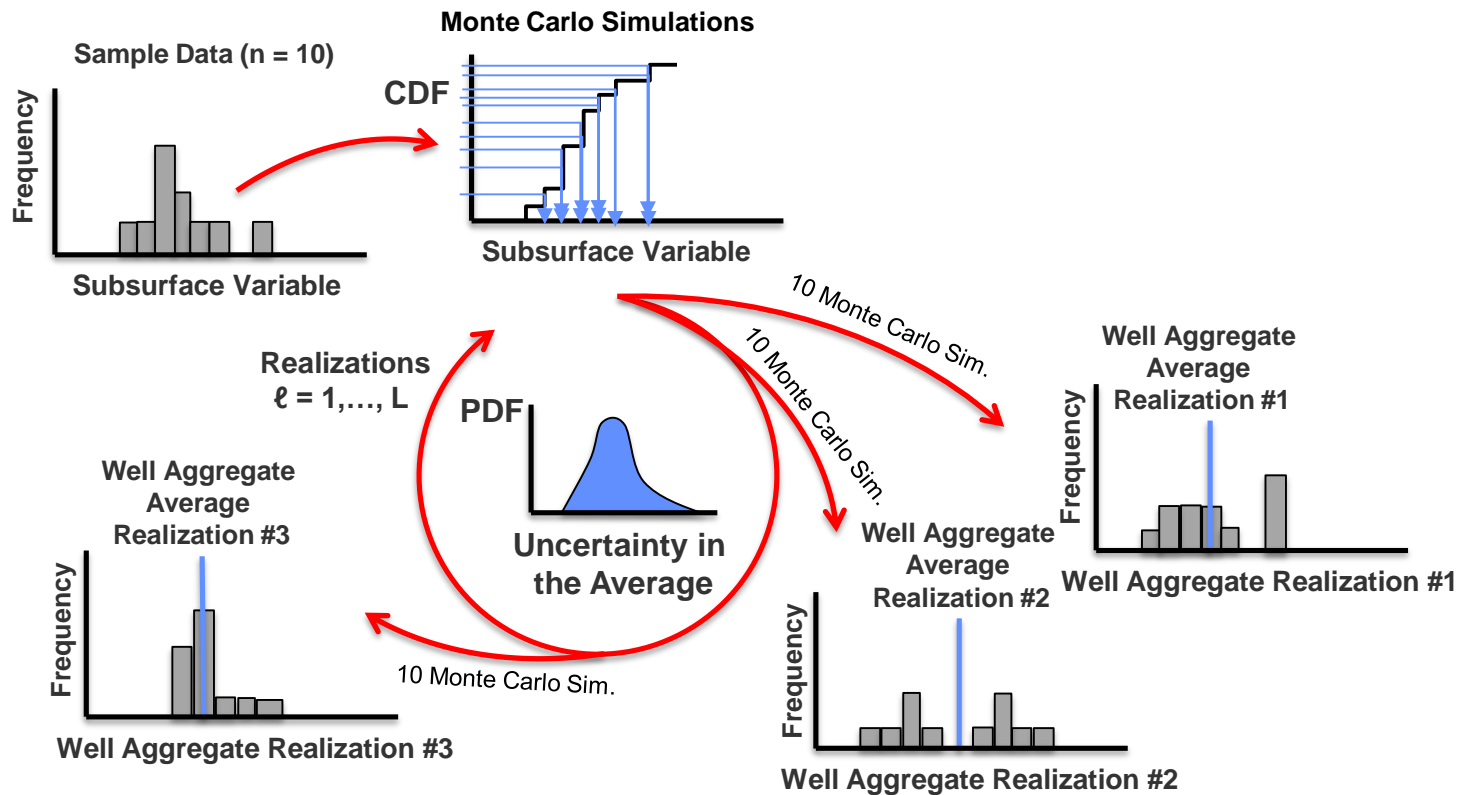 Monte Carlo Simulations
Sample Data (n = 10)
Frequency
Subsurface Variable
CDF
Subsurface Variable
10 Monte Carlo Sim.
10 Monte Carlo Sim.
Realizations
ℓ = 1,…, L
PDF
Uncertainty in
the Average
Well Aggregate
Average
Realization #1
Frequency
Well Aggregate Realization #1
Well Aggregate
Average
Realization #2
Frequency
Well Aggregate Realization #2
Well Aggregate
Average
Realization #3
Frequency
Well Aggregate Realization #3
10 Monte Carlo Sim.